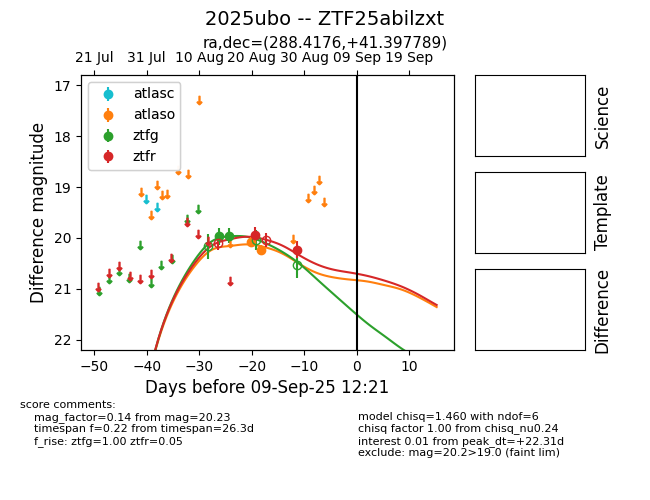 2025ubo -- ZTF25abilzxt
ra,dec=(288.4176,+41.397789)
21 Jul 31 Jul 10 Aug 20 Aug 30 Aug 09 Sep 19 Sep
17
18
19
20
21
22
Difference magnitude
atlasc
atlaso
ztfg
ztfr
−50 −40 −30 −20 −10 0 10
Days before 09-Sep-25 12:21
Science
Template
Difference
score comments:
mag_factor=0.14 from mag=20.23
timespan f=0.22 from timespan=26.3d
f_rise: ztfg=1.00 ztfr=0.05
model chisq=1.460 with ndof=6
chisq factor 1.00 from chisq_nu0.24
interest 0.01 from peak_dt=+22.31d
exclude: mag=20.2>19.0 (faint lim)